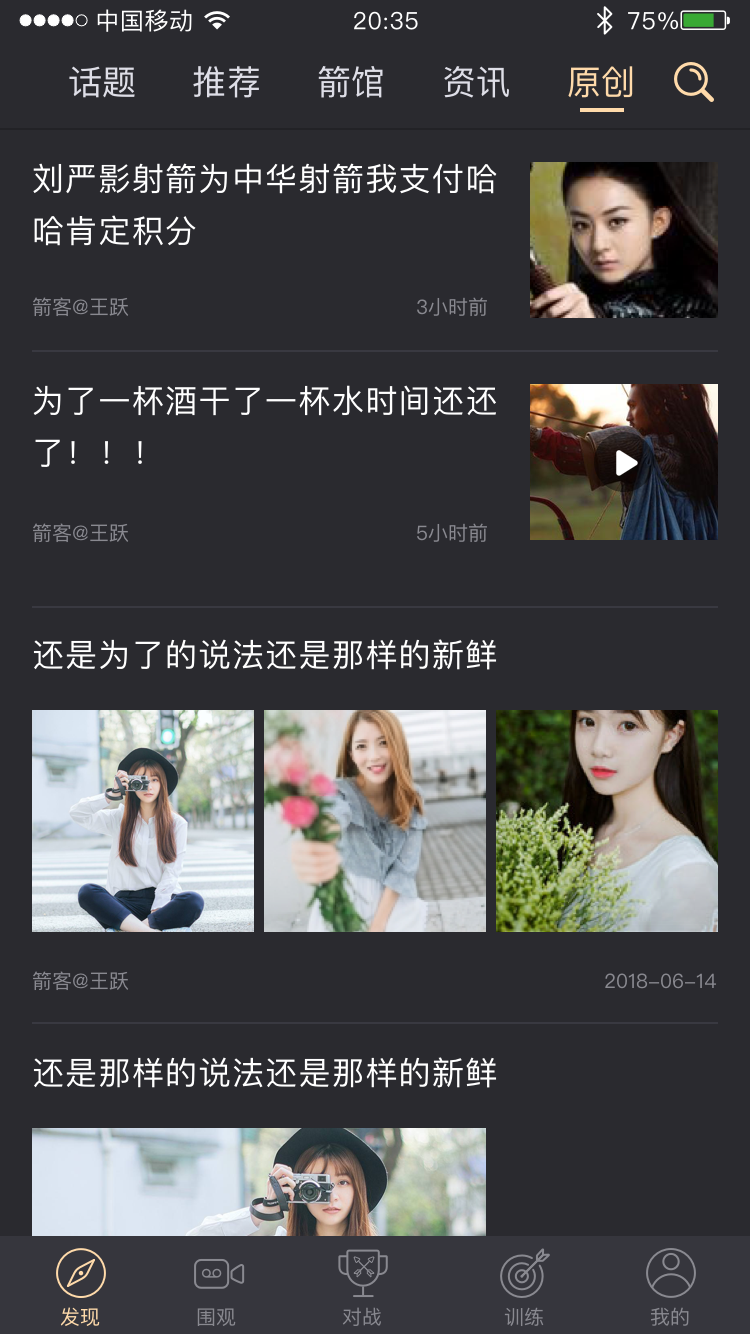 中国移动 20:35 75%
话题 推荐 箭馆 资讯 原创
刘严影射箭为中华射箭我支付哈
哈肯定积分
箭客@王跃 3小时前
为了一杯酒干了一杯水时间还还
了！！！
箭客@王跃 5小时前
还是为了的说法还是那样的新鲜
箭客@王跃 2018-06-14
还是那样的说法还是那样的新鲜
发现 围观 对战 训练 我的